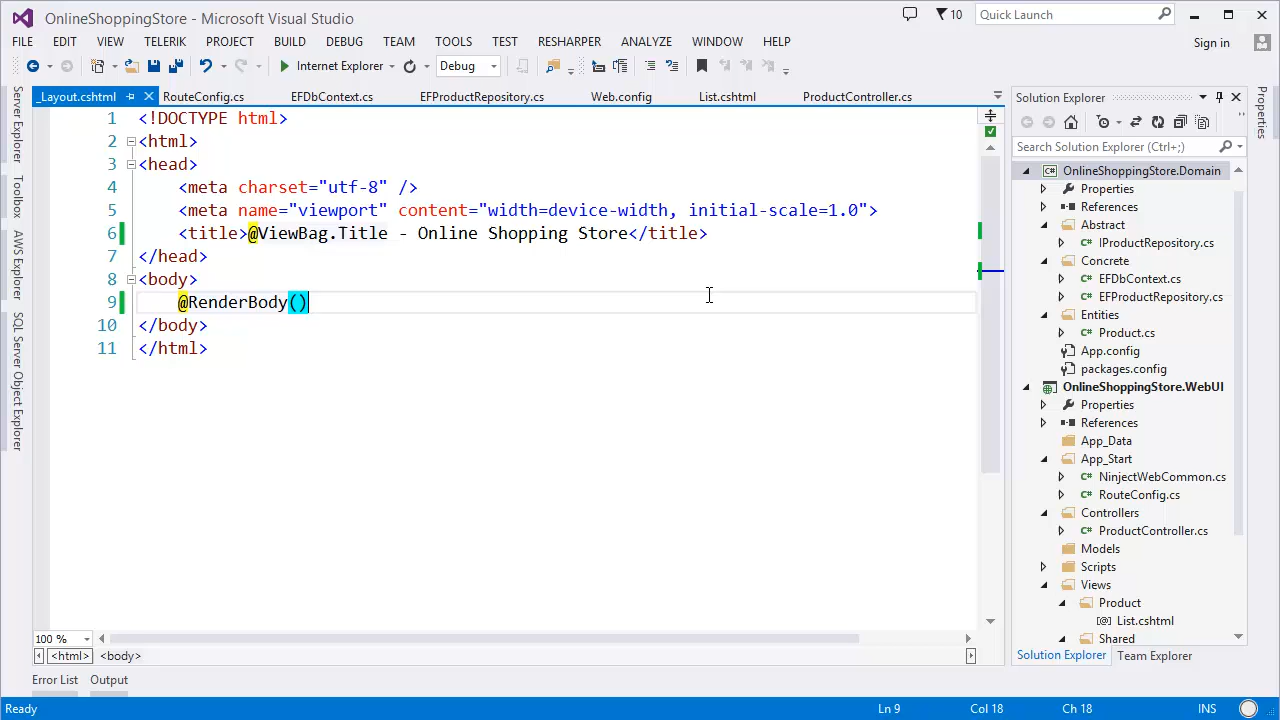 OnlineShoppingStore - Microsoft Visual Studio
10
Quick Launch
FILE EDIT VIEW TELERIK PROJECT BUILD DEBUG TEAM TOOLS TEST RESHARPER ANALYZE WINDOW HELP
Sign in
Internet Explorer
Debug
_Layout.cshtml RouteConfig.cs EFDbContext.cs EFProductRepository.cs Web.config List.cshtml ProductController.cs
Server Explorer
Toolbox
AWS Explorer
SQL Server Object Explorer
1 <!DOCTYPE html>
2 <html>
3 <head>
4 <meta charset="utf-8" />
5 <meta name="viewport" content="width=device-width, initial-scale=1.0">
6 <title>@ViewBag.Title - Online Shopping Store</title>
7 </head>
8 <body>
9 @RenderBody()
10 </body>
11 </html>
100 %
<html> <body>
Error List Output
Solution Explorer
Search Solution Explorer (Ctrl+;)
OnlineShoppingStore.Domain
Properties
References
Abstract
IProductRepository.cs
Concrete
EFDbContext.cs
EFProductRepository.cs
Entities
Product.cs
App.config
packages.config
OnlineShoppingStore.WebUI
Properties
References
App_Data
App_Start
NinjectWebCommon.cs
RouteConfig.cs
Controllers
ProductController.cs
Models
Scripts
Views
Product
List.cshtml
Shared
Solution Explorer Team Explorer
Properties
Ready
Ln 9
Col 18
Ch 18
INS